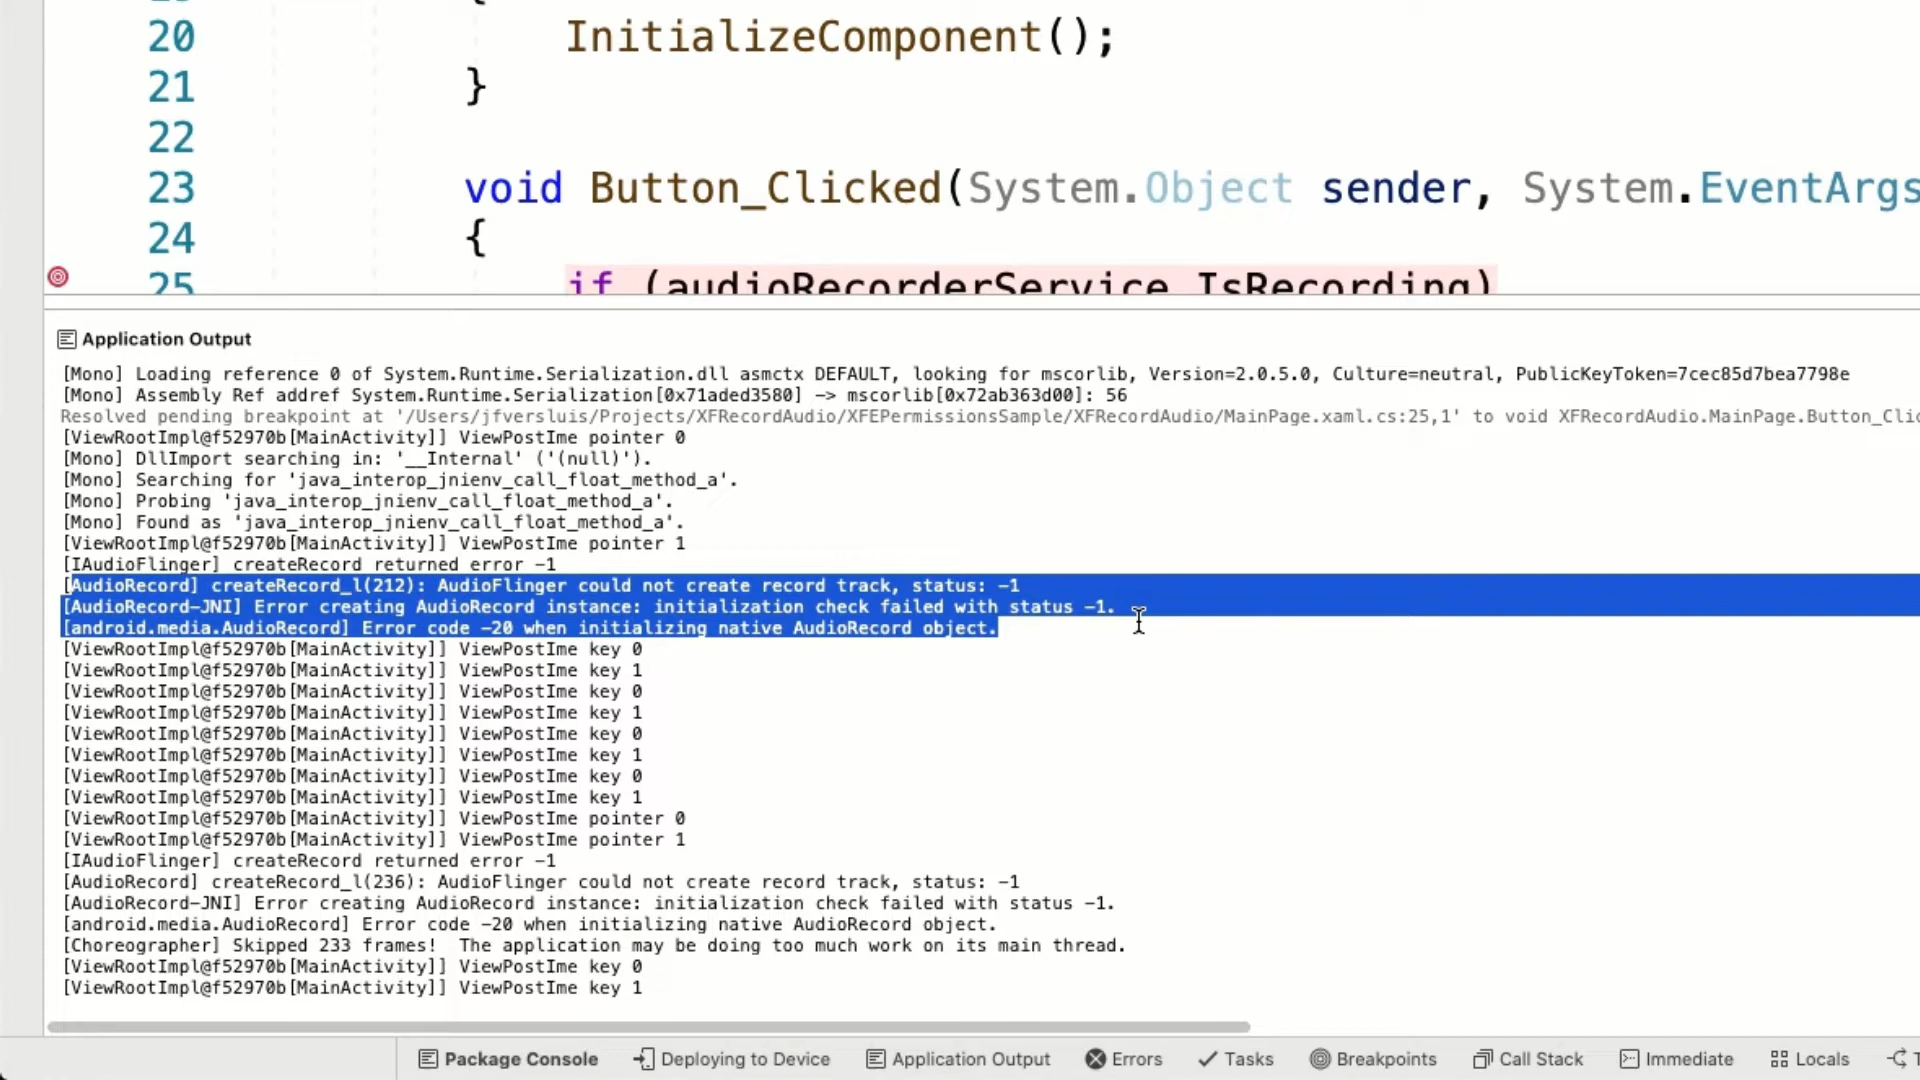 20 InitializeComponent();
21 }
22
23 void Button_Clicked(System.Object sender, System.EventArgs
24 {
25 if (audioRecorderService.IsRecording)
Application Output
[Mono] Loading reference 0 of System.Runtime.Serialization.dll asmctx DEFAULT, looking for mscorlib, Version=2.0.5.0, Culture=neutral, PublicKeyToken=7cec85d7bea7798e
[Mono] Assembly Ref addref System.Runtime.Serialization[0x71aded3580] -> mscorlib[0x72ab363d00]: 56
Resolved pending breakpoint at '/Users/jfversluis/Projects/XFRecordAudio/XFEPermissionsSample/XFRecordAudio/MainPage.xaml.cs:25,1' to void XFRecordAudio.MainPage.Button_Clic
[ViewRootImpl@f52970b[MainActivity]] ViewPostIme pointer 0
[Mono] DllImport searching in: '__Internal' ('(null)').
[Mono] Searching for 'java_interop_jnienv_call_float_method_a'.
[Mono] Probing 'java_interop_jnienv_call_float_method_a'.
[Mono] Found as 'java_interop_jnienv_call_float_method_a'.
[ViewRootImpl@f52970b[MainActivity]] ViewPostIme pointer 1
[IAudioFlinger] createRecord returned error -1
[AudioRecord] createRecord_l(212): AudioFlinger could not create record track, status: -1
[AudioRecord-JNI] Error creating AudioRecord instance: initialization check failed with status -1.
[android.media.AudioRecord] Error code -20 when initializing native AudioRecord object.
[ViewRootImpl@f52970b[MainActivity]] ViewPostIme key 0
[ViewRootImpl@f52970b[MainActivity]] ViewPostIme key 1
[ViewRootImpl@f52970b[MainActivity]] ViewPostIme key 0
[ViewRootImpl@f52970b[MainActivity]] ViewPostIme key 1
[ViewRootImpl@f52970b[MainActivity]] ViewPostIme key 0
[ViewRootImpl@f52970b[MainActivity]] ViewPostIme key 1
[ViewRootImpl@f52970b[MainActivity]] ViewPostIme key 0
[ViewRootImpl@f52970b[MainActivity]] ViewPostIme key 1
[ViewRootImpl@f52970b[MainActivity]] ViewPostIme pointer 0
[ViewRootImpl@f52970b[MainActivity]] ViewPostIme pointer 1
[IAudioFlinger] createRecord returned error -1
[AudioRecord] createRecord_l(236): AudioFlinger could not create record track, status: -1
[AudioRecord-JNI] Error creating AudioRecord instance: initialization check failed with status -1.
[android.media.AudioRecord] Error code -20 when initializing native AudioRecord object.
[Choreographer] Skipped 233 frames!  The application may be doing too much work on its main thread.
[ViewRootImpl@f52970b[MainActivity]] ViewPostIme key 0
[ViewRootImpl@f52970b[MainActivity]] ViewPostIme key 1
Package Console Deploying to Device Application Output Errors Tasks Breakpoints Call Stack Immediate Locals